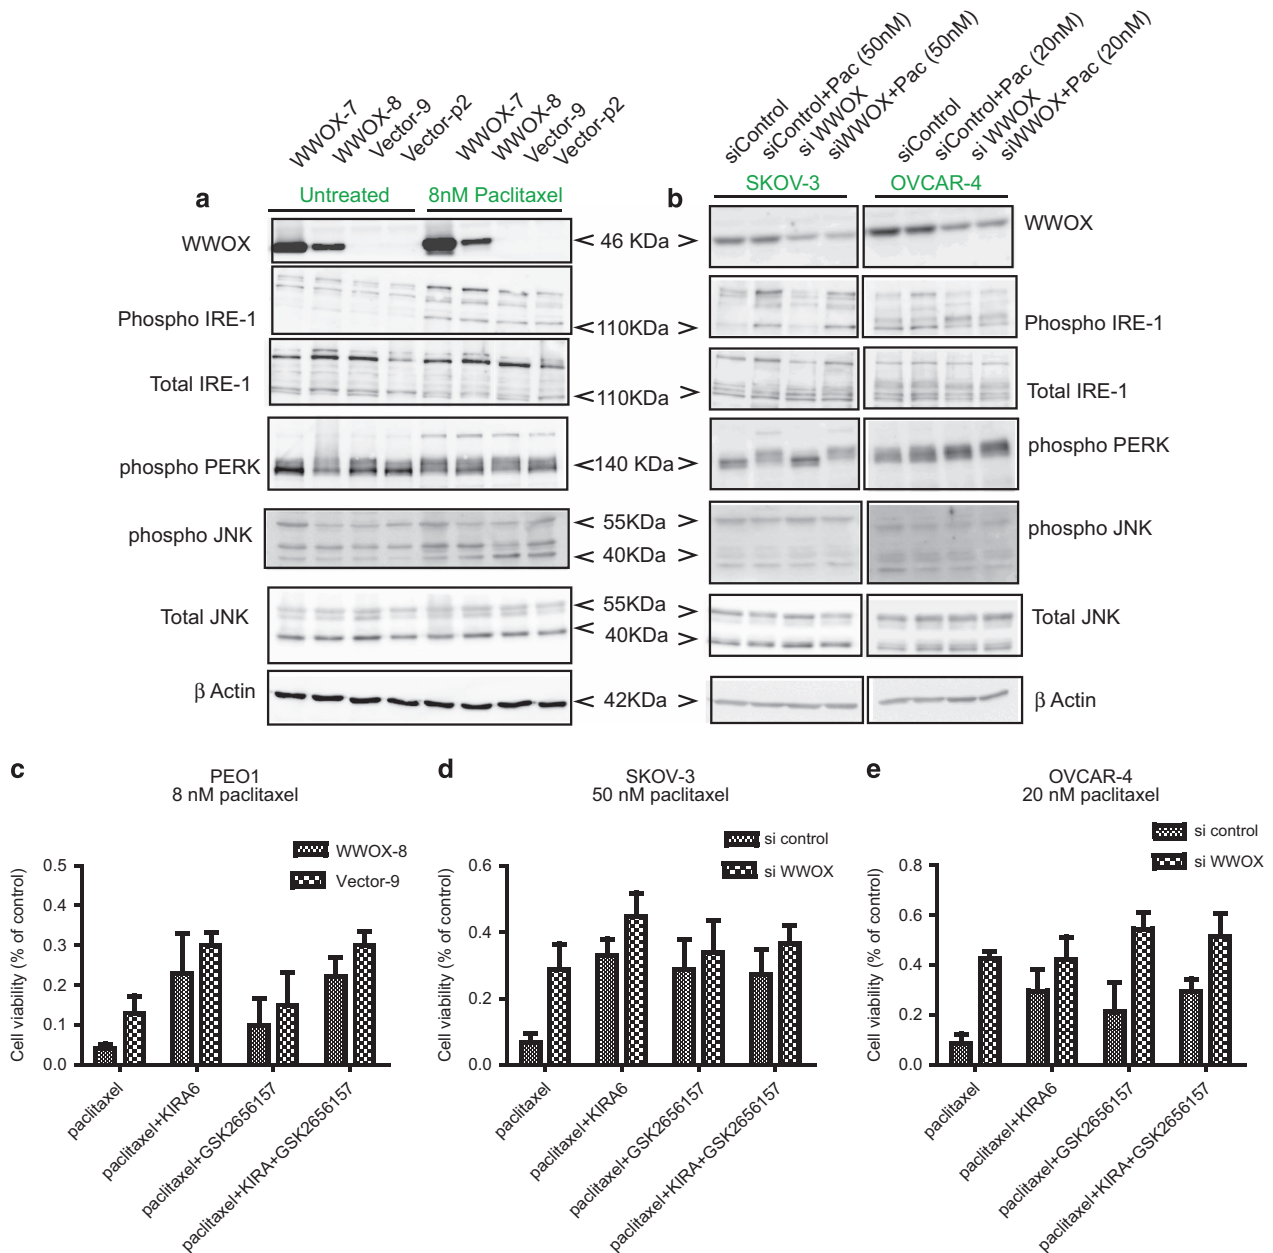 WWOX-7
WWOX-8
Vector-9
Vector-p2
WWOX-7
WWOX-8
Vector-9
Vector-p2
siControl
siControl+Pac (50nM)
si WWOX
siWWOX+Pac (50nM)
siControl
siControl+Pac (20nM)
si WWOX
siWWOX+Pac (20nM)
a
Untreated
8nM Paclitaxel
b
SKOV-3
OVCAR-4
WWOX
< 46 KDa >
WWOX
Phospho IRE-1
<110KDa >
Phospho IRE-1
Total IRE-1
<110KDa >
Total IRE-1
phospho PERK
<140 KDa >
phospho PERK
phospho JNK
< 55KDa >
< 40KDa >
phospho JNK
Total JNK
< 55KDa >
< 40KDa >
Total JNK
β Actin
< 42KDa >
β Actin
c
PEO1
8 nM paclitaxel
WWOX-8
Vector-9
Cell viability (% of control)
0.5
0.4
0.3
0.2
0.1
0.0
paclitaxel
paclitaxel+KIRA6
paclitaxel+GSK2656157
paclitaxel+KIRA+GSK2656157
d
SKOV-3
50 nM paclitaxel
si control
si WWOX
Cell viability (% of control)
0.6
0.4
0.2
0.0
paclitaxel
paclitaxel+KIRA6
paclitaxel+GSK2656157
paclitaxel+KIRA+GSK2656157
e
OVCAR-4
20 nM paclitaxel
si control
si WWOX
Cell viability (% of control)
0.8
0.6
0.4
0.2
0.0
paclitaxel
paclitaxel+KIRA6
paclitaxel+GSK2656157
paclitaxel+KIRA+GSK2656157